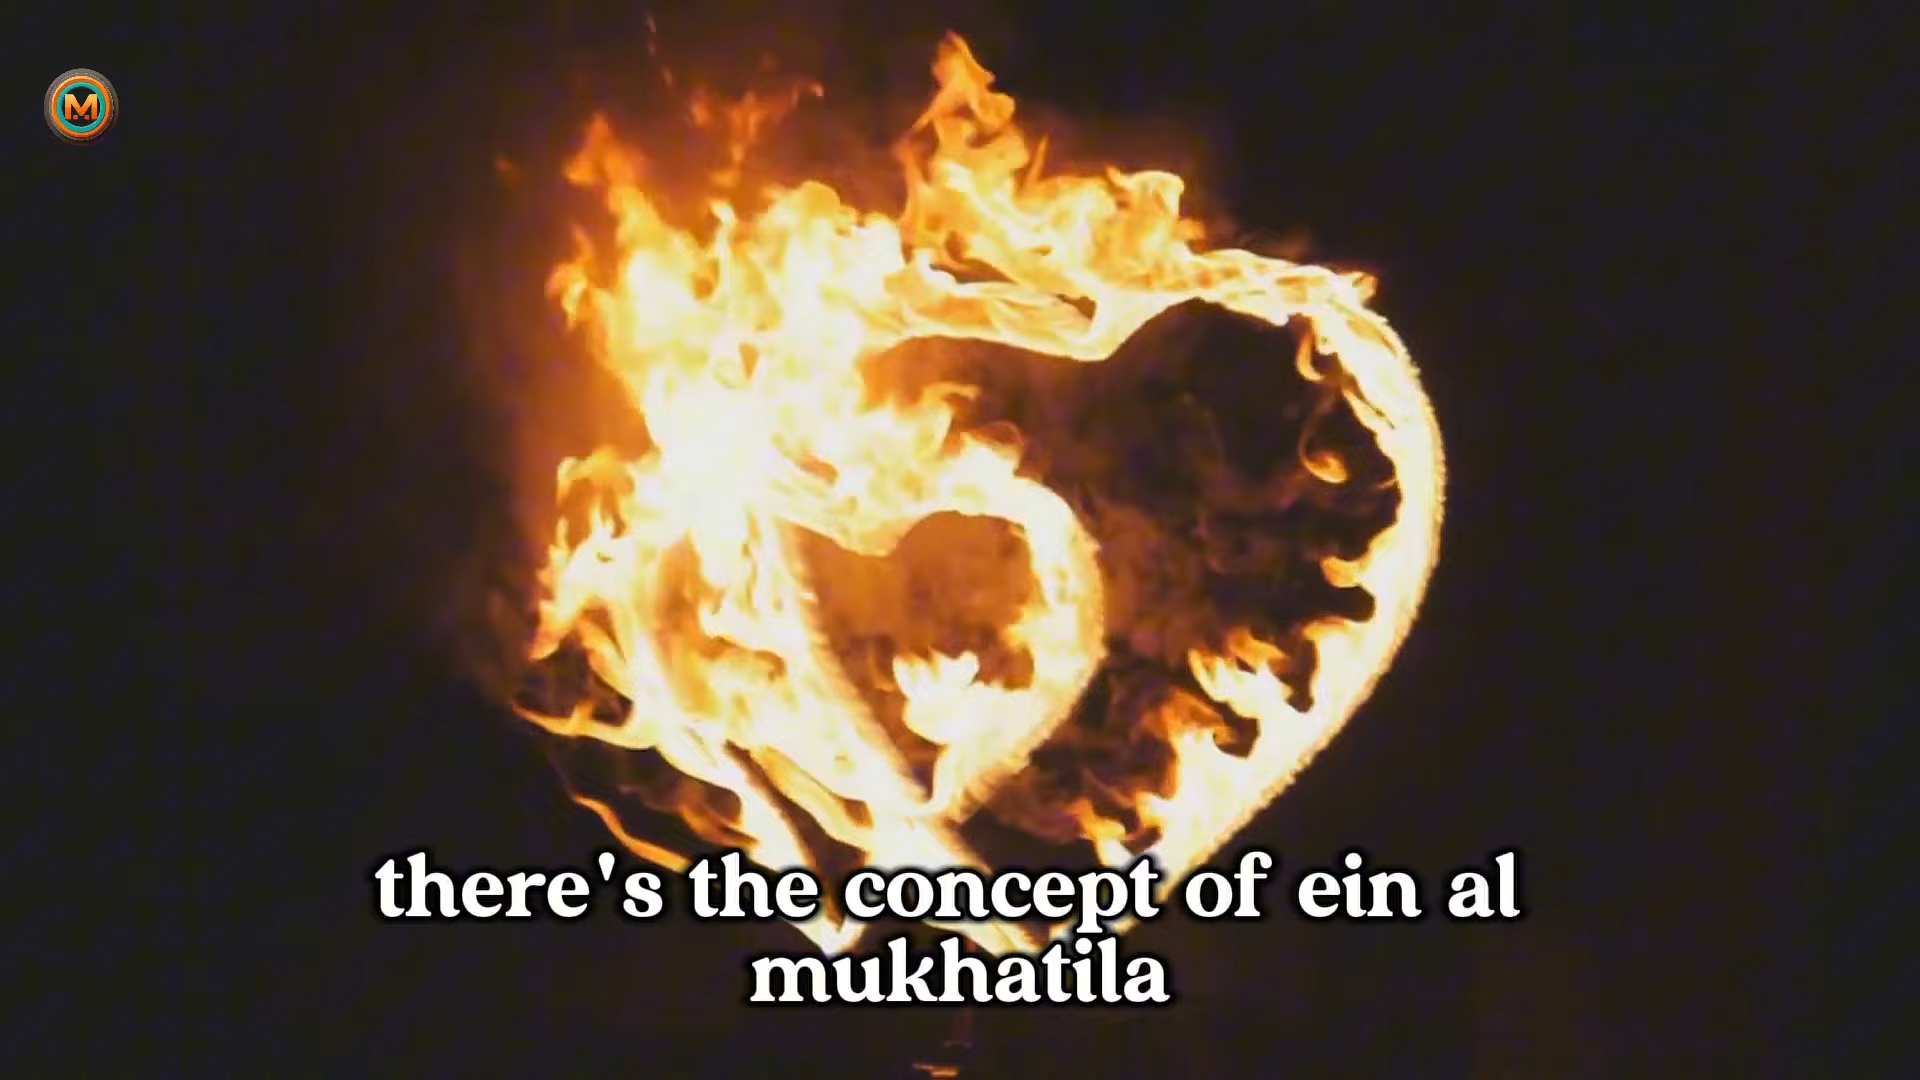 M
there's the concept of ein al
mukhatila